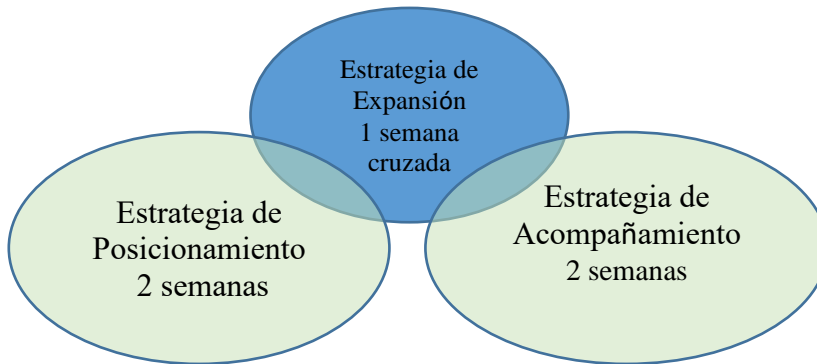 Estrategia de
Expansión
1 semana
cruzada
Estrategia de
Posicionamiento
2 semanas
Estrategia de
Acompañamiento
2 semanas